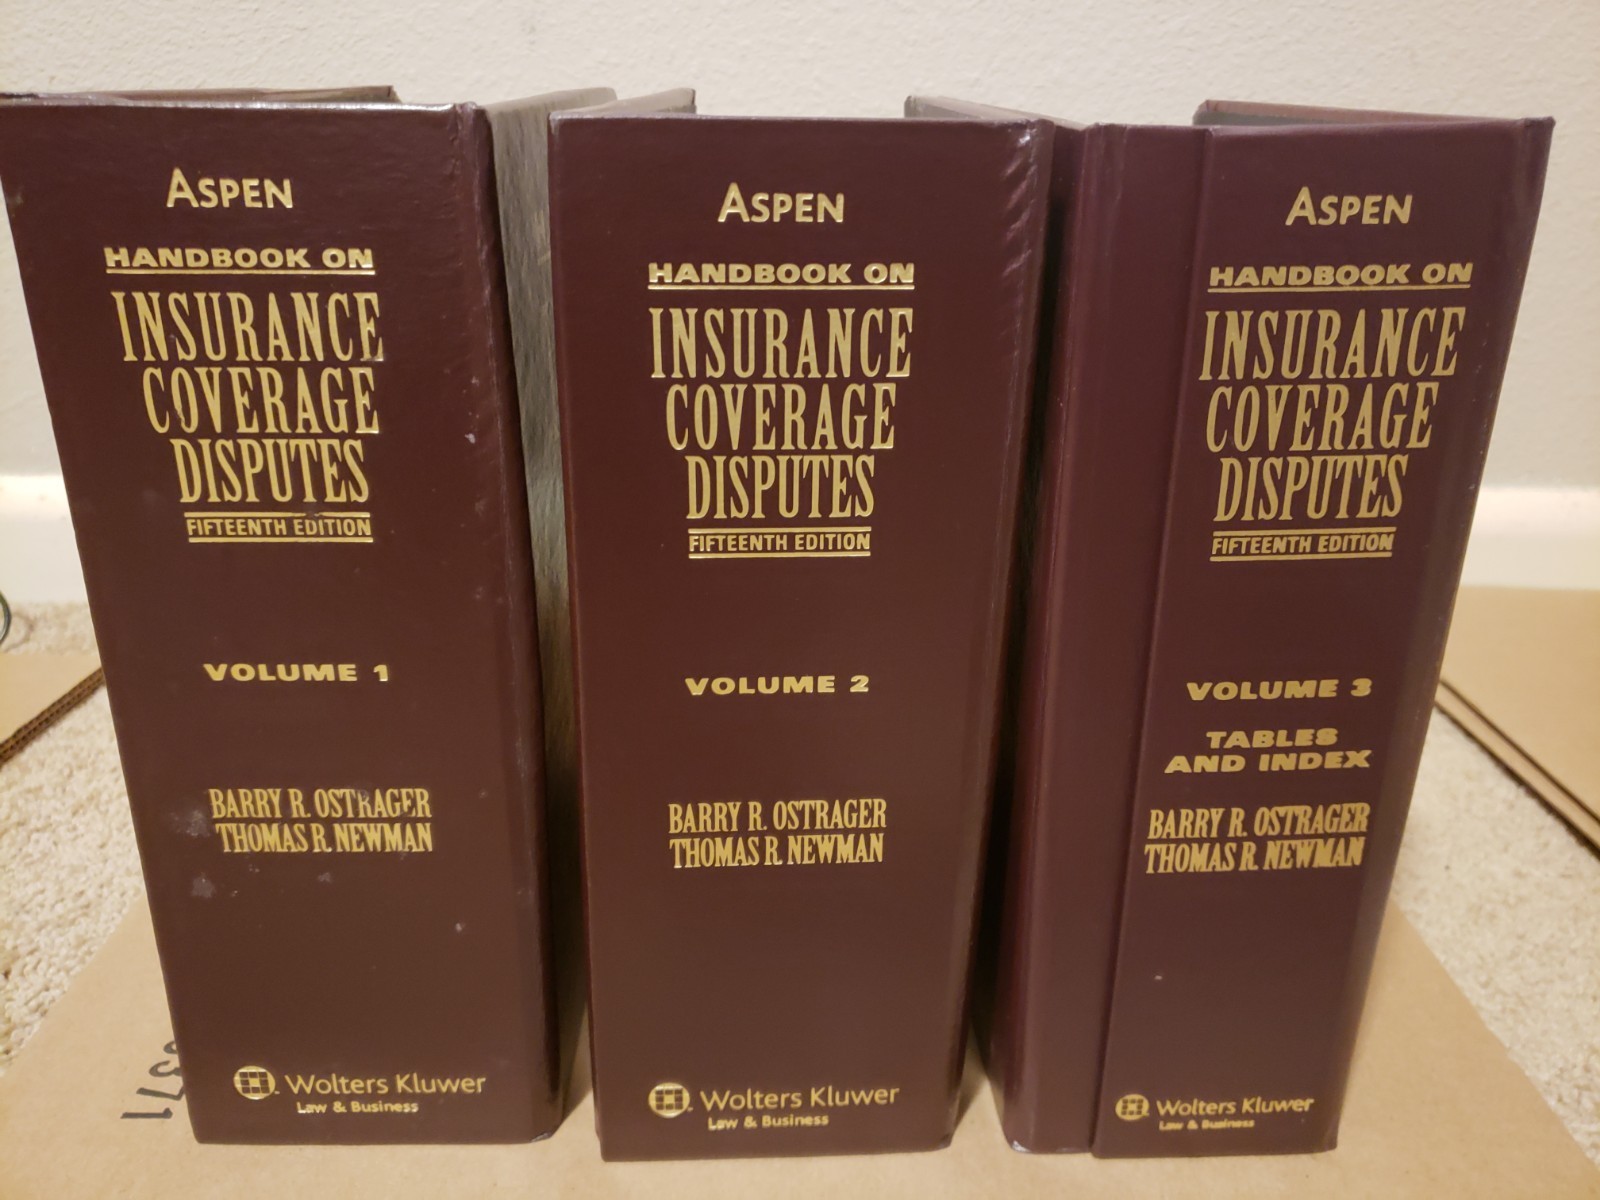 ASPEN
HANDBOOK ON
INSURANCE
COVERAGE
DISPUTES
FIFTEENTH EDITION
VOLUME 1
BARRY R. OSTRAGER
THOMAS R. NEWMAN
Wolters Kluwer
Law & Business
ASPEN
HANDBOOK ON
INSURANCE
COVERAGE
DISPUTES
FIFTEENTH EDITION
VOLUME 2
BARRY R. OSTRAGER
THOMAS R. NEWMAN
Wolters Kluwer
Law & Business
ASPEN
HANDBOOK ON
INSURANCE
COVERAGE
DISPUTES
FIFTEENTH EDITION
VOLUME 3
TABLES
AND INDEX
BARRY R. OSTRAGER
THOMAS R. NEWMAN
Wolters Kluwer
Law & Business